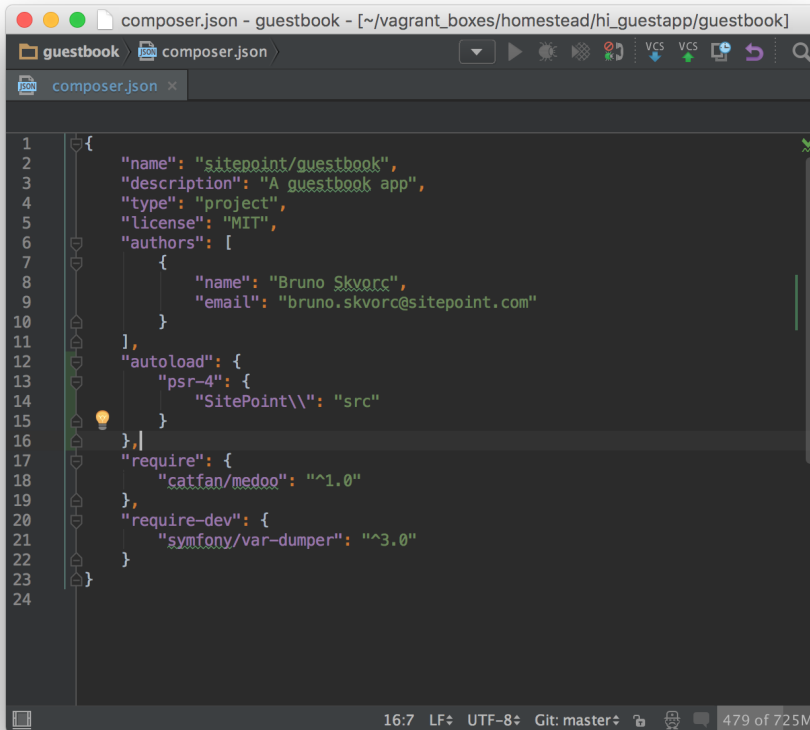 composer.json - guestbook - [~/vagrant_boxes/homestead/hi_guestapp/guestbook]
guestbook JSON composer.json VCS VCS
JSON composer.json ×
1 {
2 "name": "sitepoint/guestbook",
3 "description": "A guestbook app",
4 "type": "project",
5 "license": "MIT",
6 "authors": [
7 {
8 "name": "Bruno Skvorc",
9 "email": "bruno.skvorc@sitepoint.com"
10 }
11 ],
12 "autoload": {
13 "psr-4": {
14 "SitePoint\\": "src"
15 }
16 },
17 "require": {
18 "catfan/medoo": "^1.0"
19 },
20 "require-dev": {
21 "symfony/var-dumper": "^3.0"
22 }
23 }
24
16:7 LF UTF-8 Git: master 479 of 725M